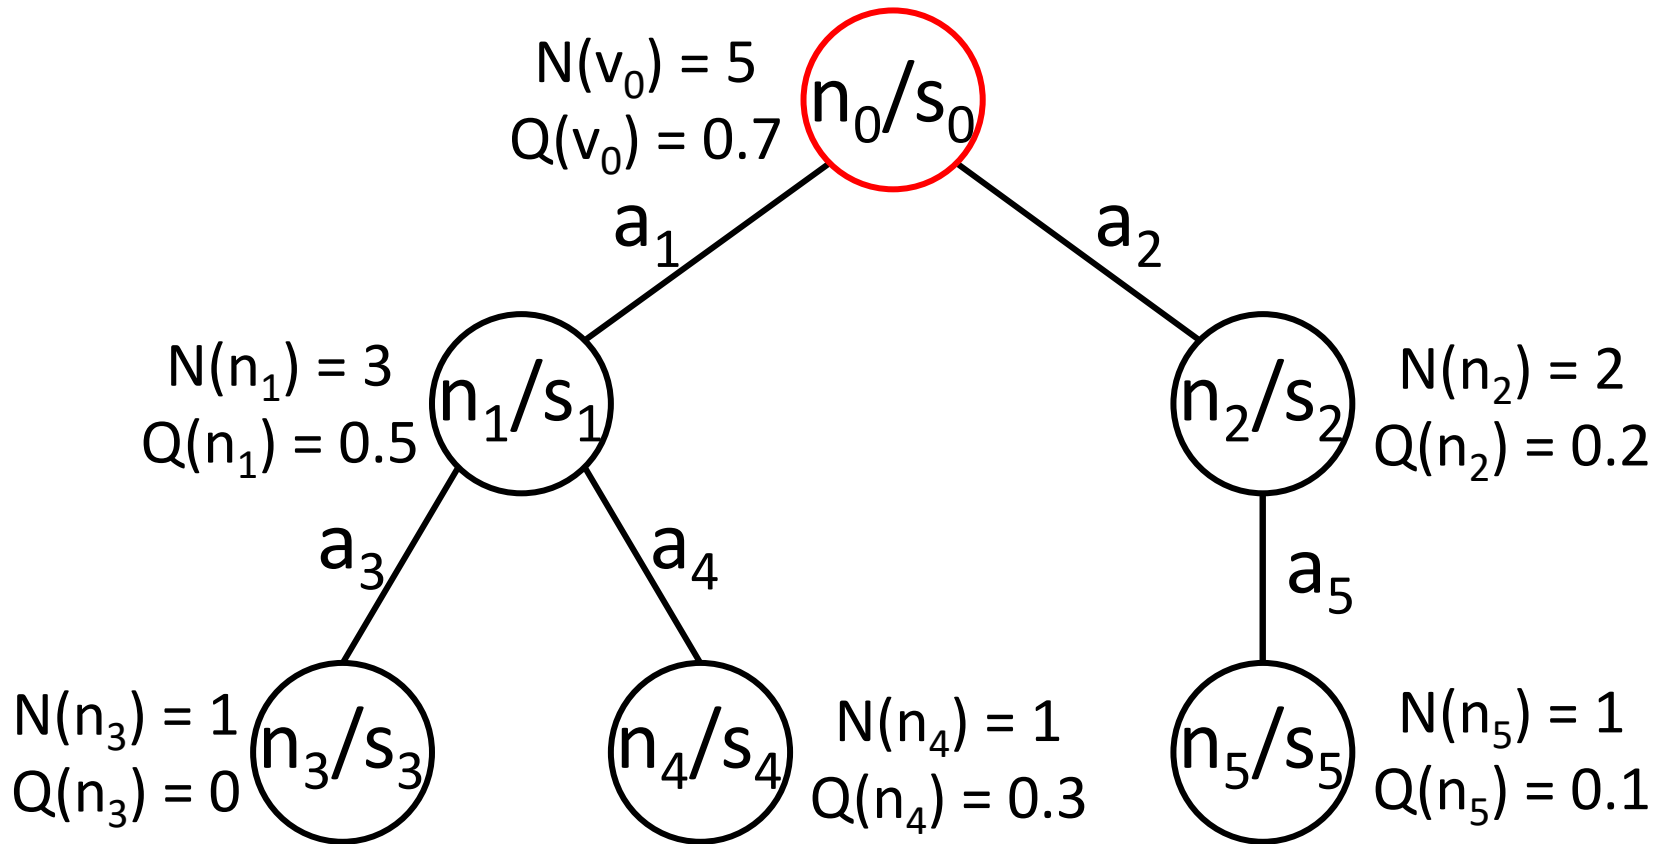 N(v₀) = 5
Q(v₀) = 0.7
n₀/s₀
a₁
a₂
N(n₁) = 3
Q(n₁) = 0.5
n₁/s₁
n₂/s₂
N(n₂) = 2
Q(n₂) = 0.2
a₃
a₄
a₅
N(n₃) = 1
Q(n₃) = 0
n₃/s₃
n₄/s₄
N(n₄) = 1
Q(n₄) = 0.3
n₅/s₅
N(n₅) = 1
Q(n₅) = 0.1